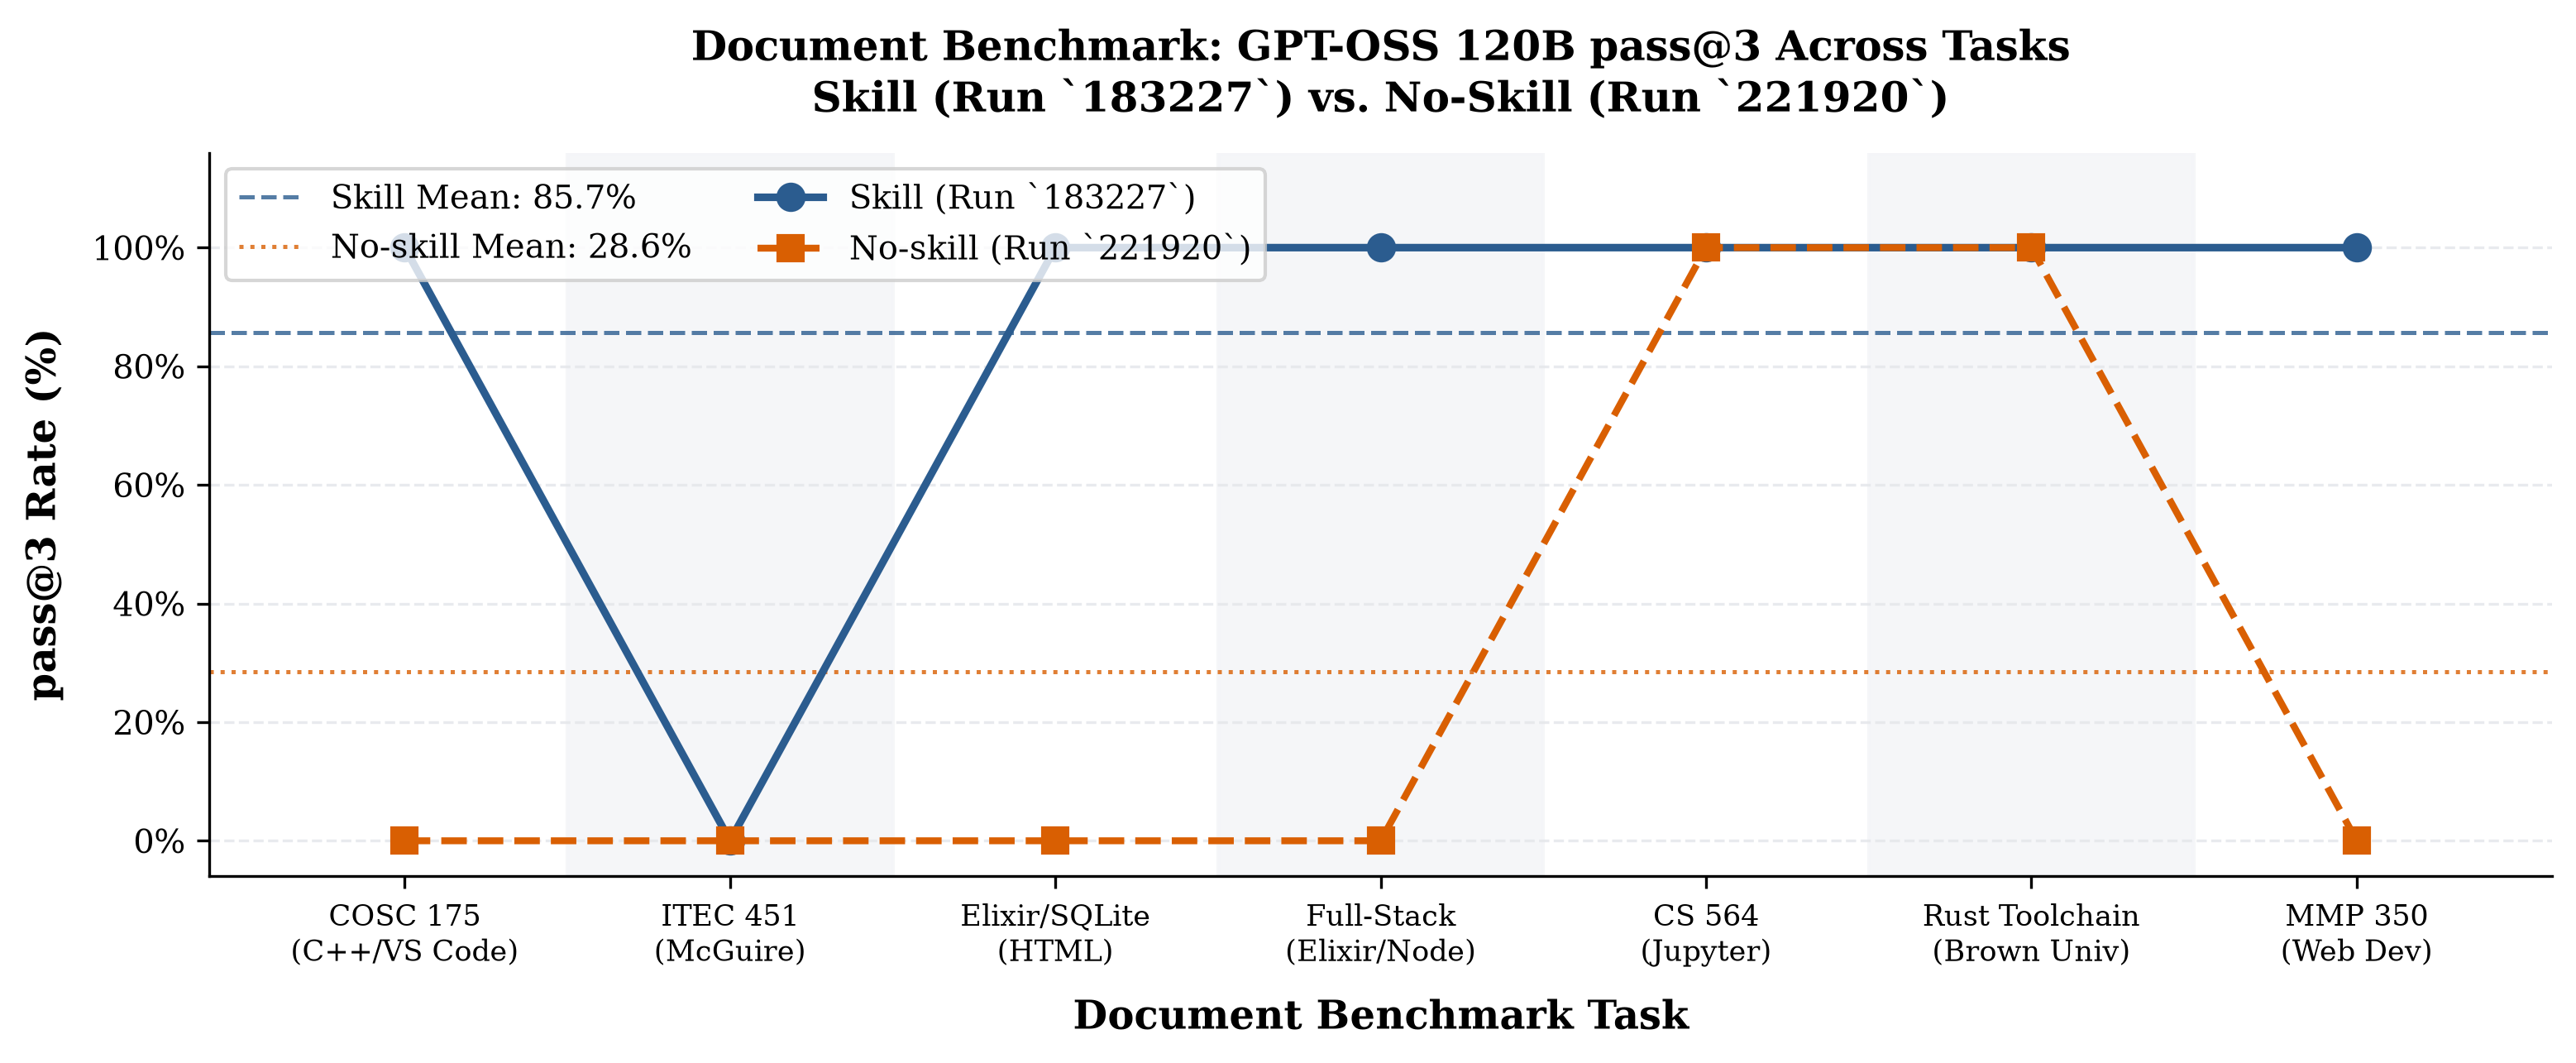 Document Benchmark: GPT-OSS 120B pass@3 Across Tasks
Skill (Run `183227`) vs. No-Skill (Run `221920`)
Skill Mean: 85.7%
No-skill Mean: 28.6%
Skill (Run `183227`)
No-skill (Run `221920`)
pass@3 Rate (%)
100%
80%
60%
40%
20%
0%
COSC 175
(C++/VS Code)
ITEC 451
(McGuire)
Elixir/SQLite
(HTML)
Full-Stack
(Elixir/Node)
CS 564
(Jupyter)
Rust Toolchain
(Brown Univ)
MMP 350
(Web Dev)
Document Benchmark Task